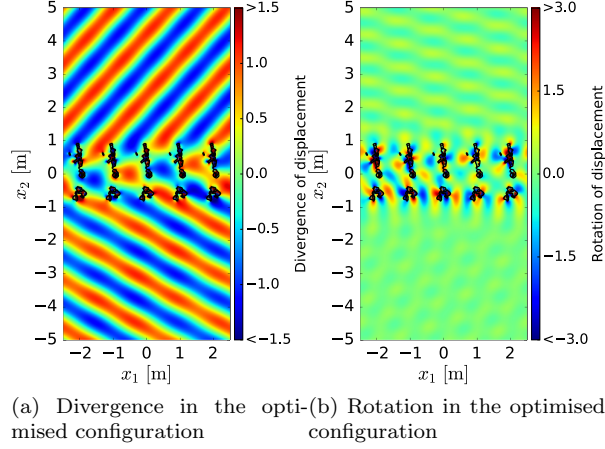 5
4
3
2
1
0
−1
−2
−3
−4
−5
x2 [m]
−2 −1 0 1 2
x1 [m]
>1.5
1.0
0.5
0.0
−0.5
−1.0
<−1.5
Divergence of displacement
5
4
3
2
1
0
−1
−2
−3
−4
−5
x2 [m]
−2 −1 0 1 2
x1 [m]
>3.0
1.5
0.0
−1.5
<−3.0
Rotation of displacement
(a) Divergence in the opti-
mised configuration
(b) Rotation in the optimised
configuration